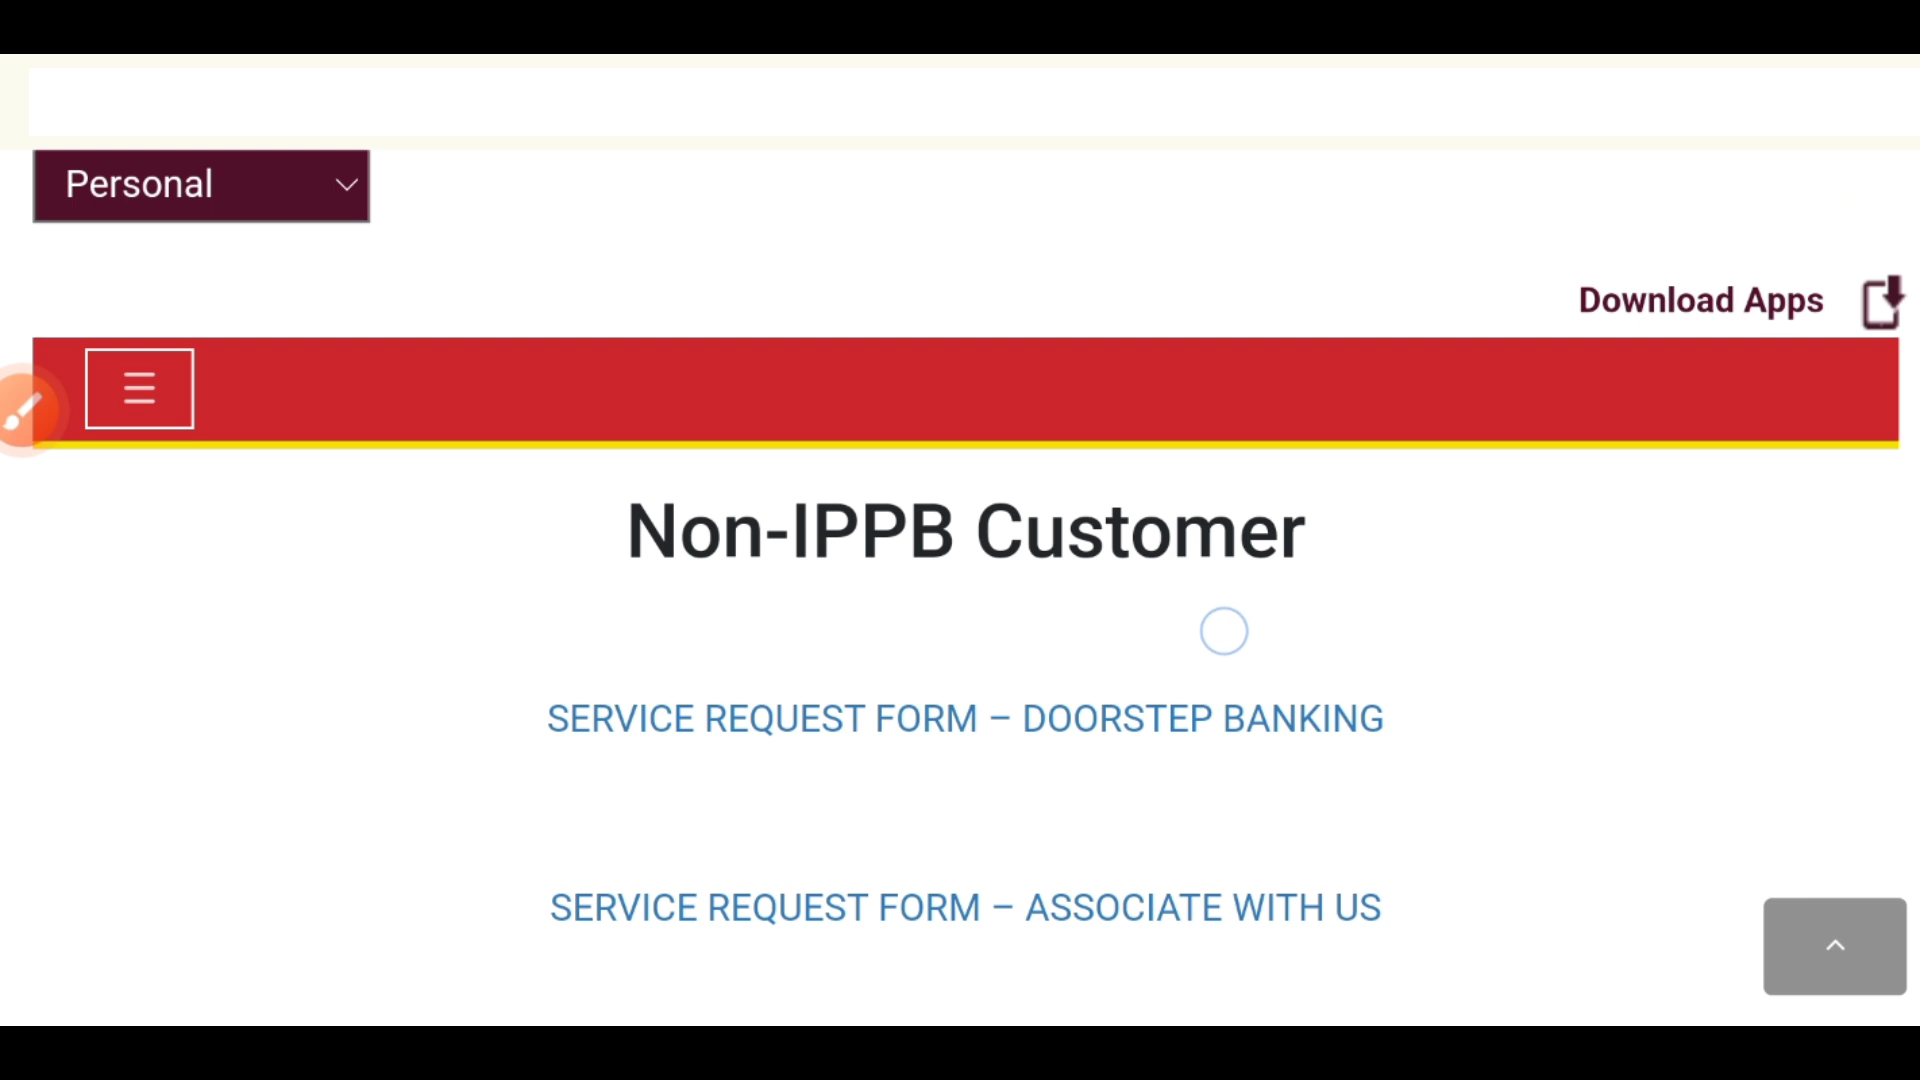 Personal
Download Apps
Non-IPPB Customer
SERVICE REQUEST FORM – DOORSTEP BANKING
SERVICE REQUEST FORM – ASSOCIATE WITH US